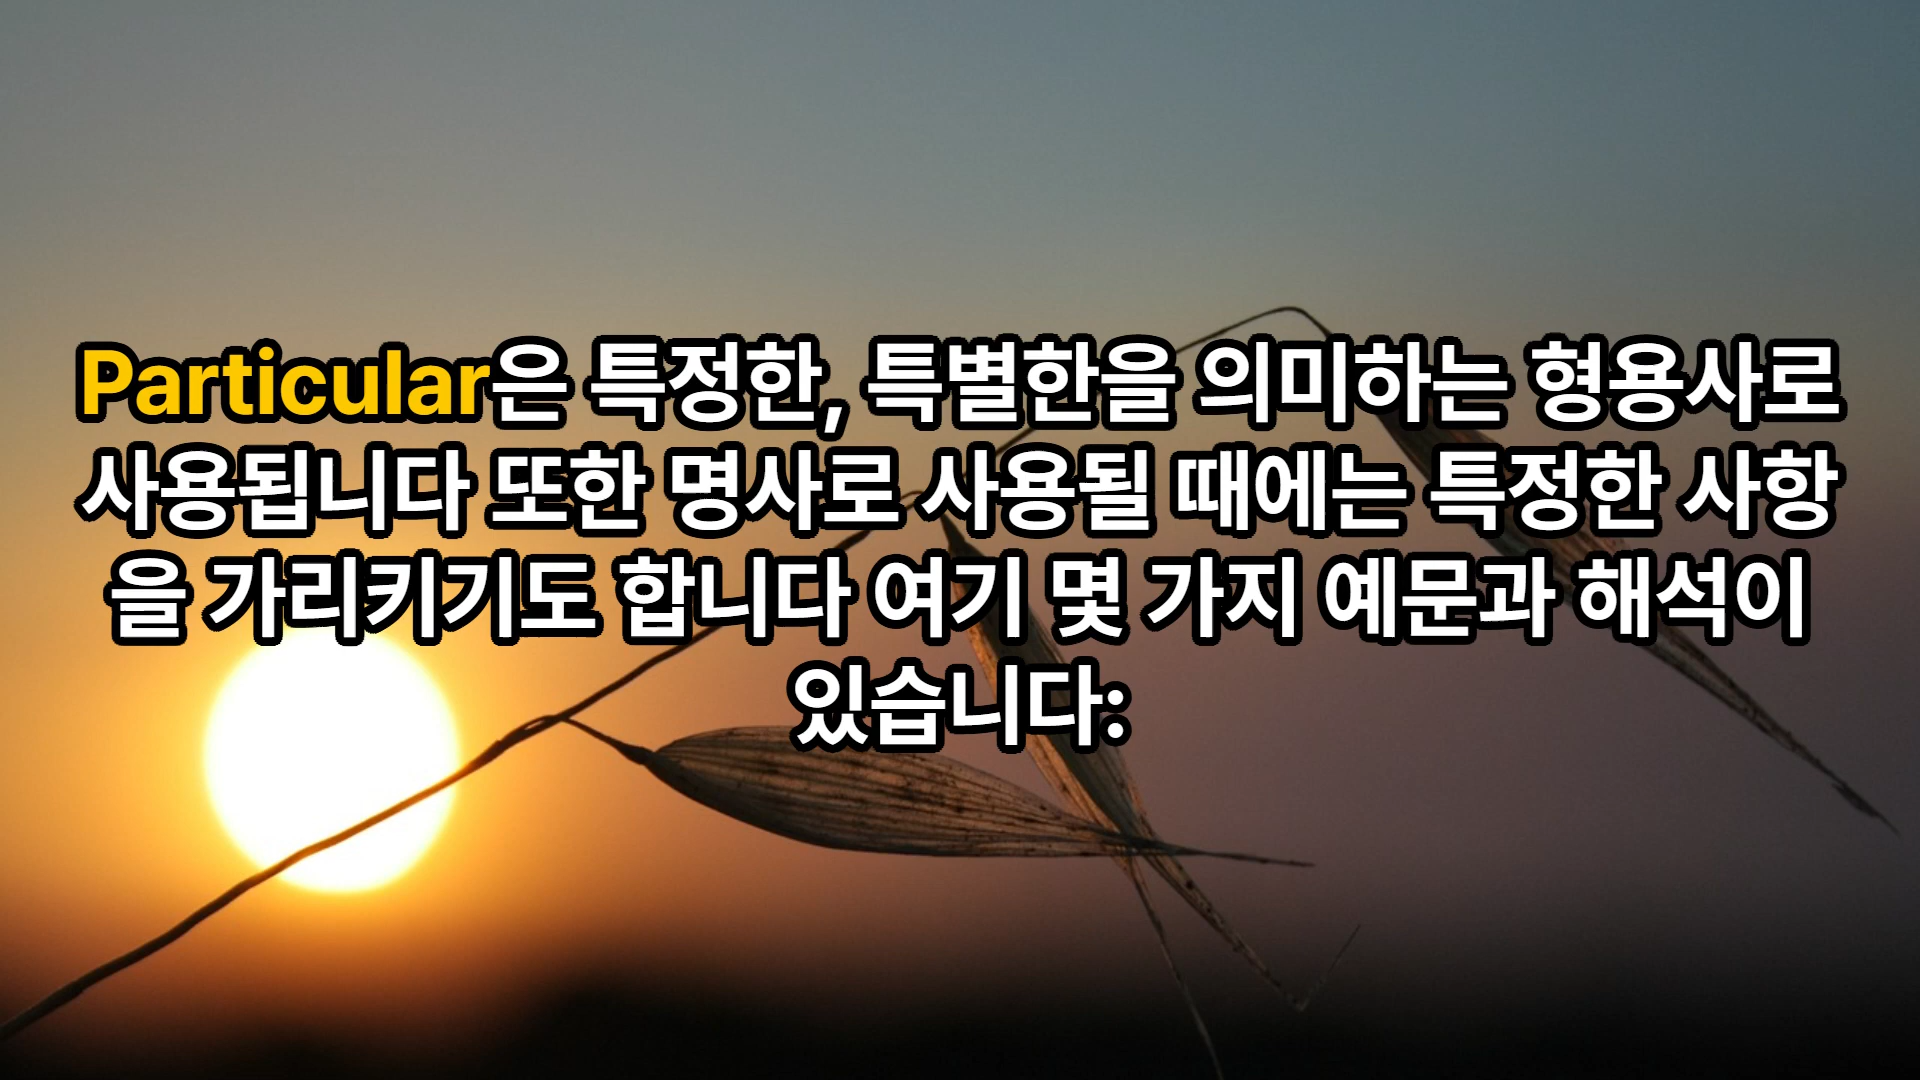 Particular은 특정한, 특별한을 의미하는 형용사로
사용됩니다 또한 명사로 사용될 때에는 특정한 사항
을 가리키기도 합니다 여기 몇 가지 예문과 해석이
있습니다: